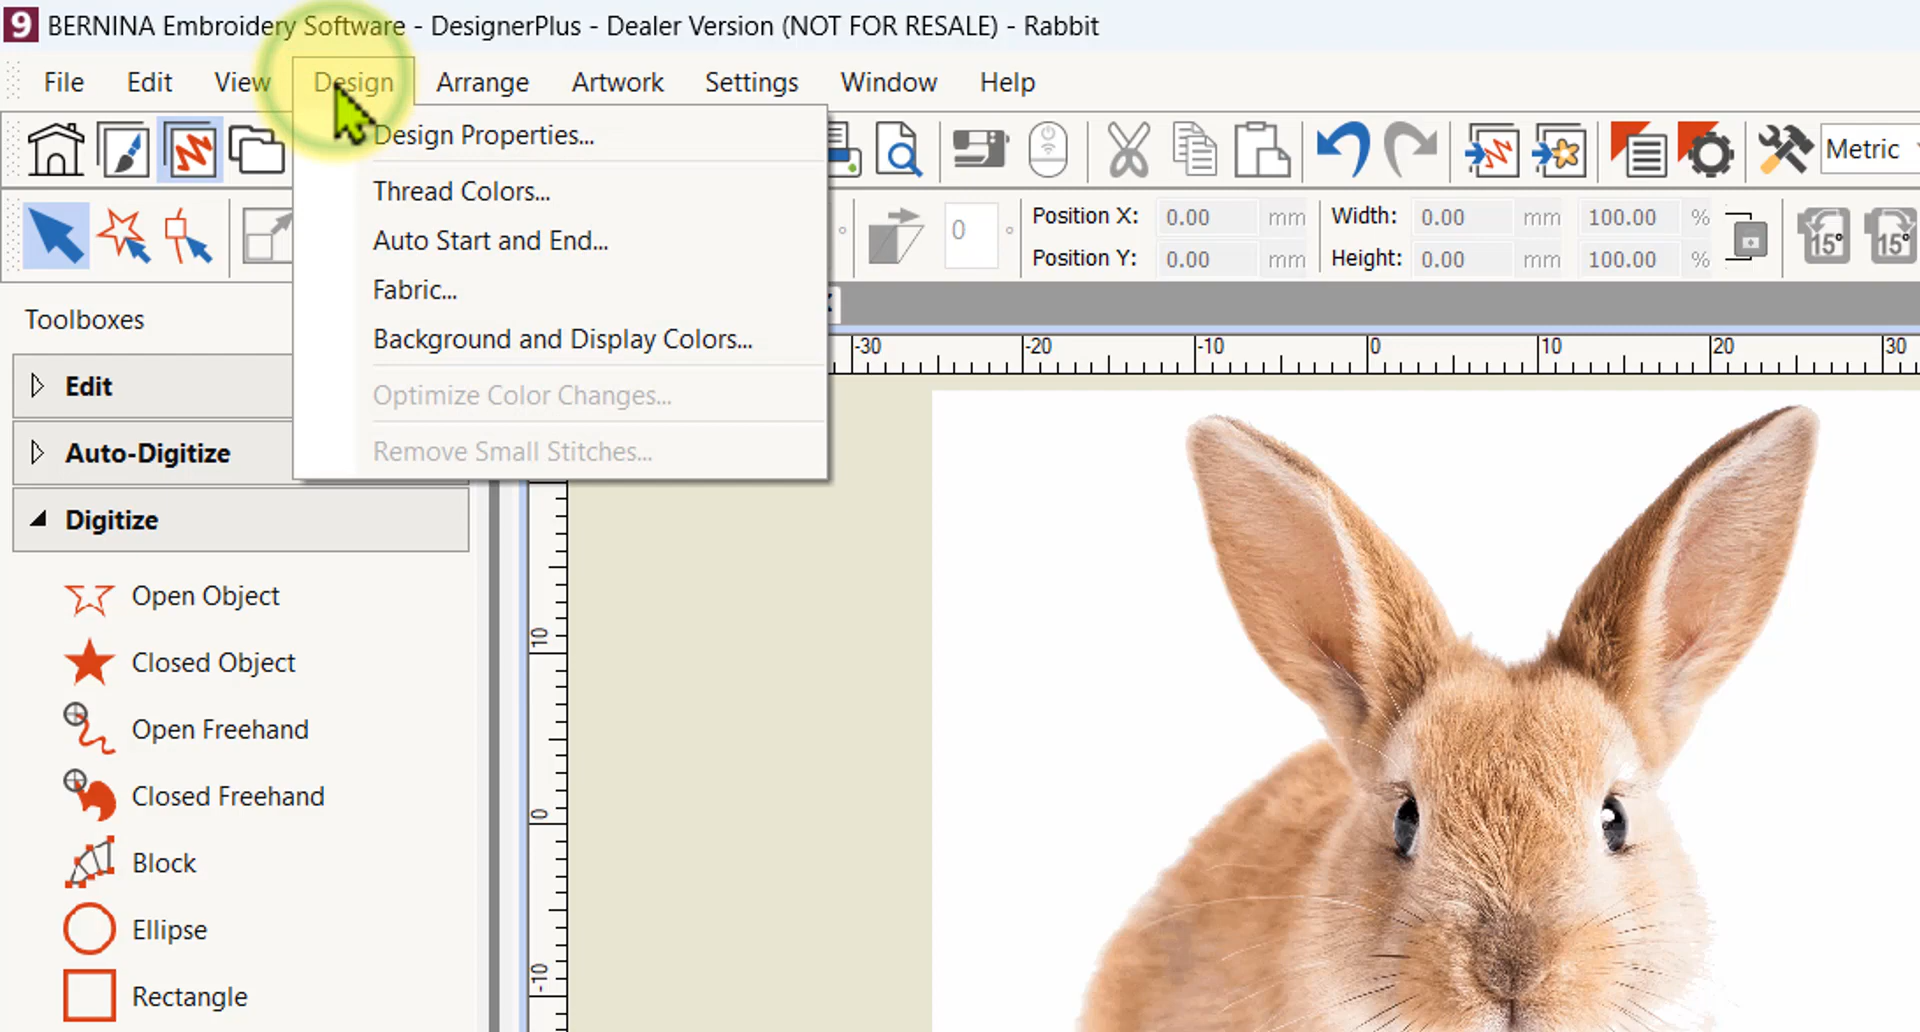 9 BERNINA Embroidery Software - DesignerPlus - Dealer Version (NOT FOR RESALE) - Rabbit
File Edit View Design Arrange Artwork Settings Window Help
Design Properties...
Thread Colors...
Auto Start and End...
Fabric...
Background and Display Colors...
Optimize Color Changes...
Remove Small Stitches...
Metric
0 °
Position X: 0.00 mm
Position Y: 0.00 mm
Width: 0.00 mm 100.00 %
Height: 0.00 mm 100.00 %
15° 15°
Toolboxes
Edit
Auto-Digitize
Digitize
Open Object
Closed Object
Open Freehand
Closed Freehand
Block
Ellipse
Rectangle
-30 -20 -10 0 10 20 30
10
0
-10